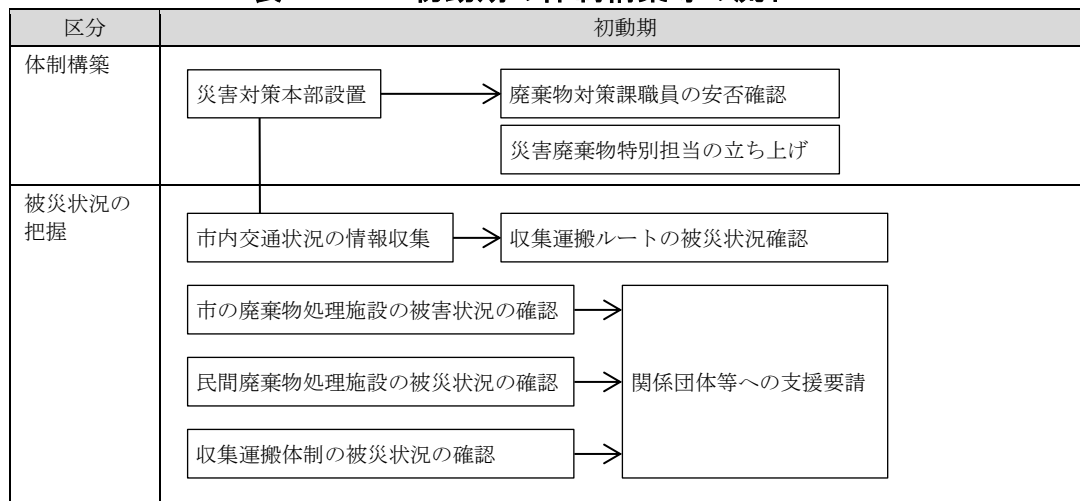 区分
初動期
体制構築
災害対策本部設置
廃棄物対策課職員の安否確認
災害廃棄物特別担当の立ち上げ
被災状況の
把握
市内交通状況の情報収集
収集運搬ルートの被災状況確認
市の廃棄物処理施設の被害状況の確認
民間廃棄物処理施設の被災状況の確認
関係団体等への支援要請
収集運搬体制の被災状況の確認